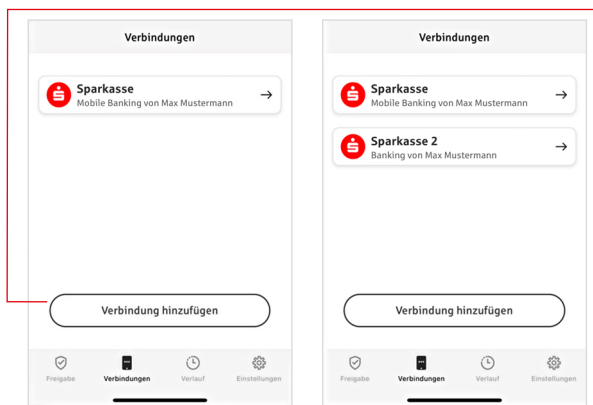 Verbindungen
Sparkasse
Mobile Banking von Max Mustermann
Verbindung hinzufügen
Freigabe
Verbindungen
Verlauf
Einstellungen
Verbindungen
Sparkasse
Mobile Banking von Max Mustermann
Sparkasse 2
Banking von Max Mustermann
Verbindung hinzufügen
Freigabe
Verbindungen
Verlauf
Einstellungen